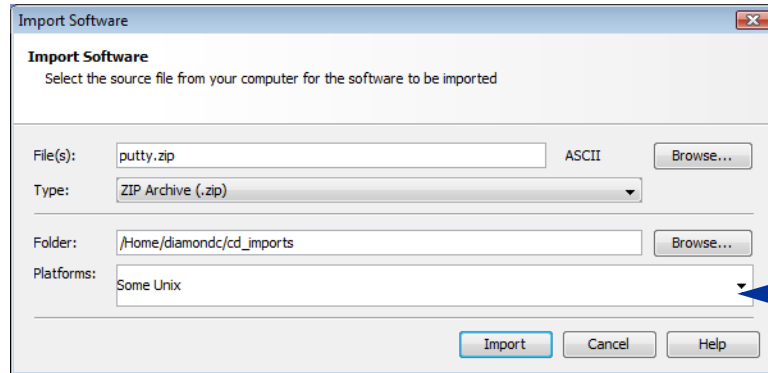 Import Software
Import Software
Select the source file from your computer for the software to be imported
File(s): putty.zip ASCII Browse...
Type: ZIP Archive (.zip)
Folder: /Home/diamondc/cd_imports Browse...
Platforms: Some Unix
Import Cancel Help